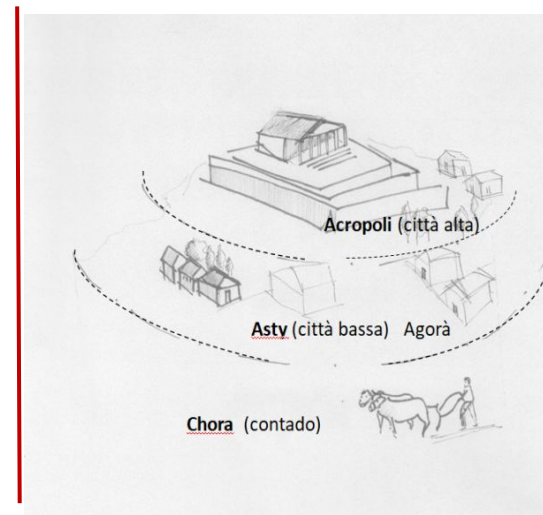 Acropoli (città alta)
Asty (città bassa) Agorà
Chora (contado)